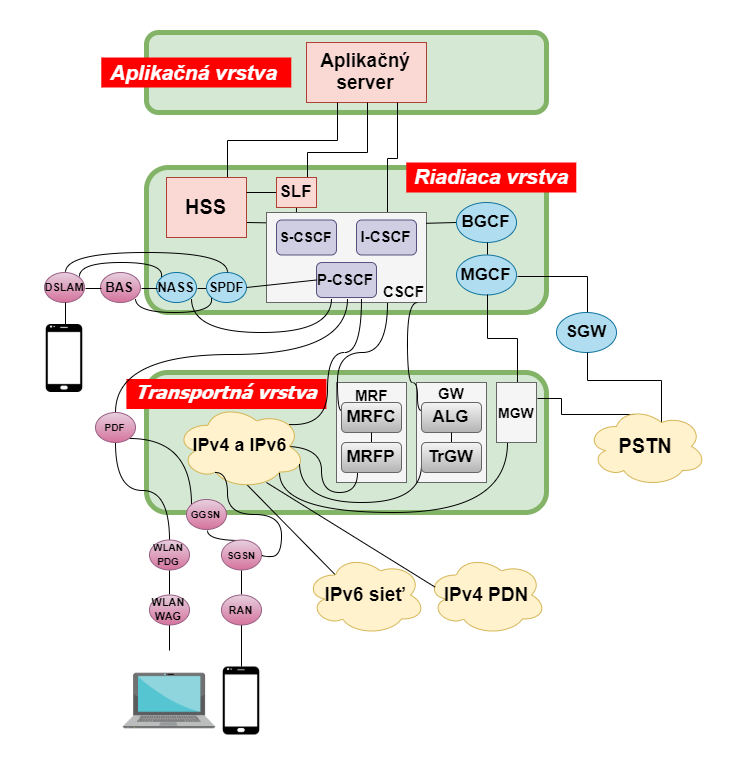 Aplikačná vrstva
Aplikačný
server
Riadiaca vrstva
HSS
SLF
S-CSCF
I-CSCF
BGCF
P-CSCF
CSCF
MGCF
DSLAM
BAS
NASS
SPDF
SGW
Transportná vrstva
MRF
GW
MRFC
ALG
MGW
PDF
IPv4 a IPv6
MRFP
TrGW
PSTN
GGSN
WLAN
PDG
SGSN
IPv6 sieť
IPv4 PDN
WLAN
WAG
RAN